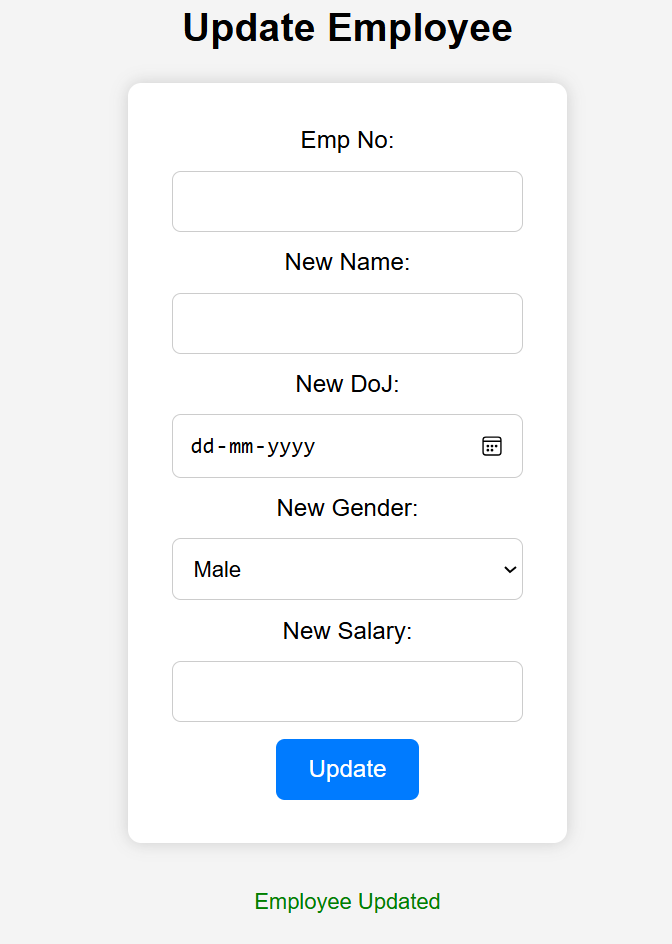 Update Employee
Emp No:
New Name:
New DoJ:
dd-mm-yyyy
New Gender:
Male
New Salary:
Update
Employee Updated